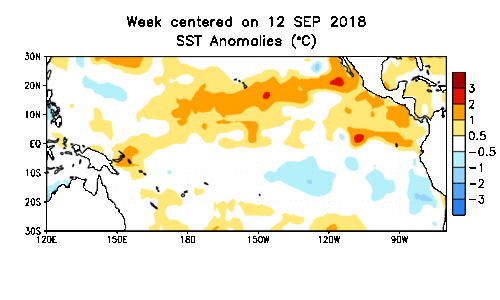 Week centered on 12 SEP 2018
SST Anomalies (°C)
30N
20N
10N
EQ
10S
20S
30S
120E 150E 180 150W 120W 90W
3
2
1
0.5
-0.5
-1
-2
-3